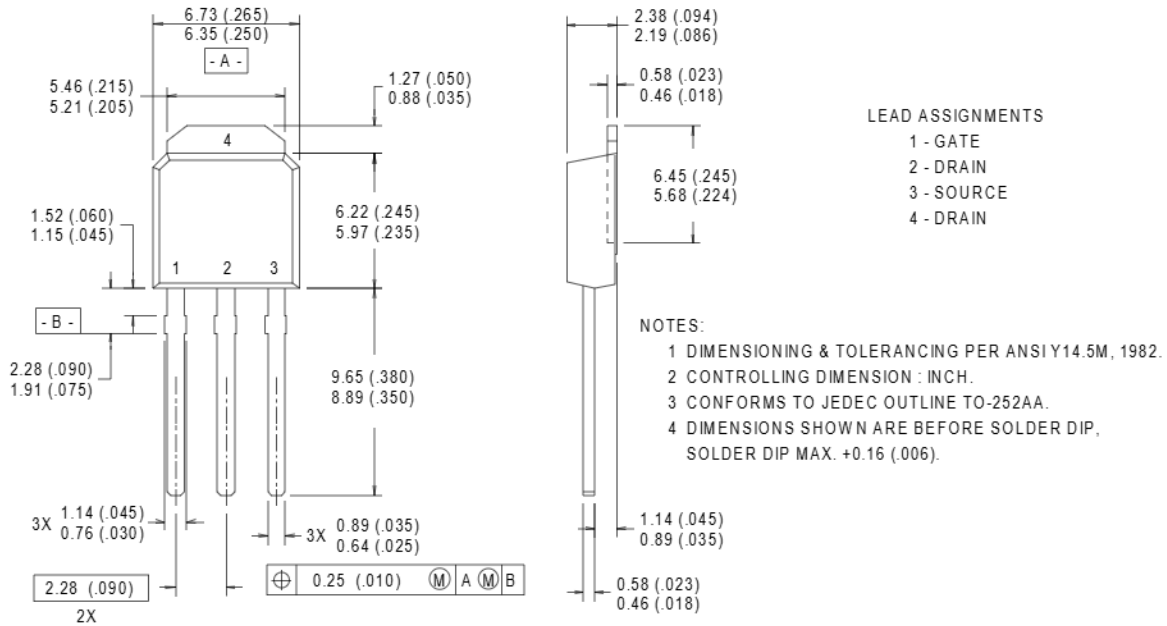 6.73 (.265)
6.35 (.250)
- A -
5.46 (.215)
5.21 (.205)
1.27 (.050)
0.88 (.035)
4
1.52 (.060)
1.15 (.045)
6.22 (.245)
5.97 (.235)
1 2 3
- B -
2.28 (.090)
1.91 (.075)
9.65 (.380)
8.89 (.350)
3X 1.14 (.045)
0.76 (.030)
3X 0.89 (.035)
0.64 (.025)
2.28 (.090)
2X
⌖ 0.25 (.010) Ⓜ A Ⓜ B
2.38 (.094)
2.19 (.086)
0.58 (.023)
0.46 (.018)
6.45 (.245)
5.68 (.224)
1.14 (.045)
0.89 (.035)
0.58 (.023)
0.46 (.018)
LEAD ASSIGNMENTS
1 - GATE
2 - DRAIN
3 - SOURCE
4 - DRAIN
NOTES:
1 DIMENSIONING & TOLERANCING PER ANSI Y14.5M, 1982.
2 CONTROLLING DIMENSION : INCH.
3 CONFORMS TO JEDEC OUTLINE TO-252AA.
4 DIMENSIONS SHOWN ARE BEFORE SOLDER DIP,
SOLDER DIP MAX. +0.16 (.006).